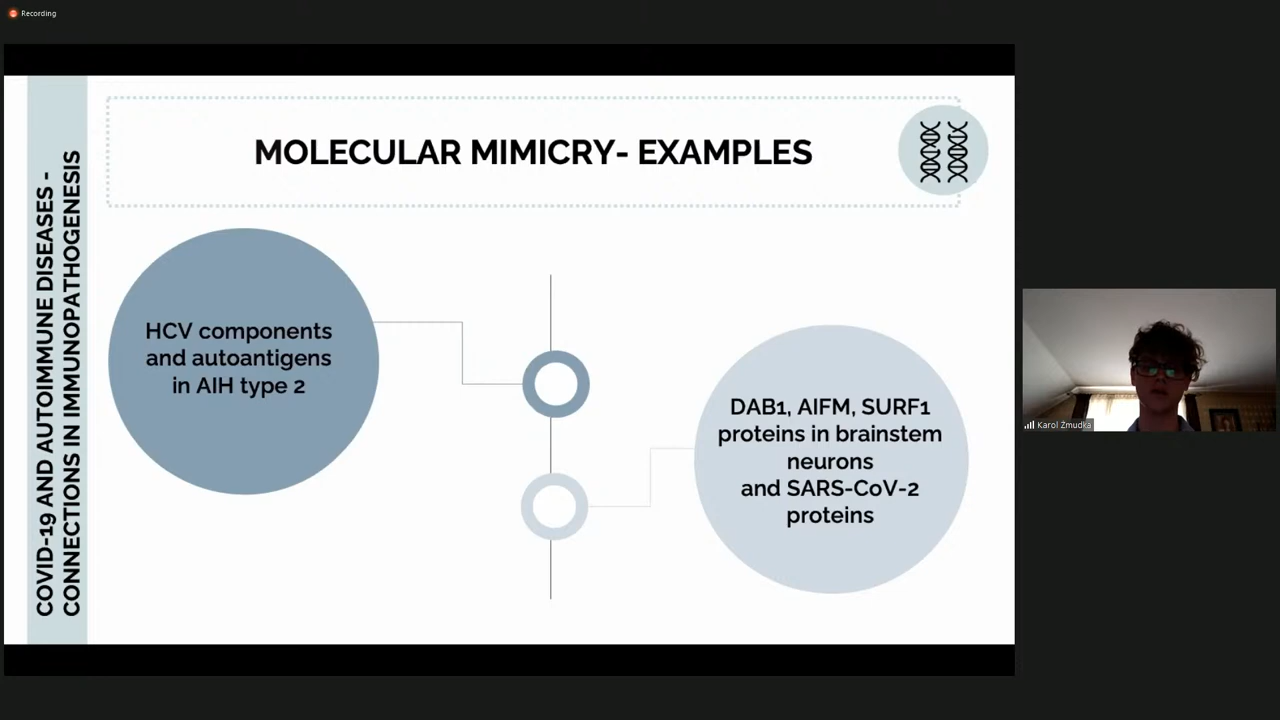 Recording
COVID-19 AND AUTOIMMUNE DISEASES -
CONNECTIONS IN IMMUNOPATHOGENESIS
MOLECULAR MIMICRY- EXAMPLES
HCV components
and autoantigens
in AIH type 2
DAB1, AIFM, SURF1
proteins in brainstem
neurons
and SARS-CoV-2
proteins
Karol Żmudka